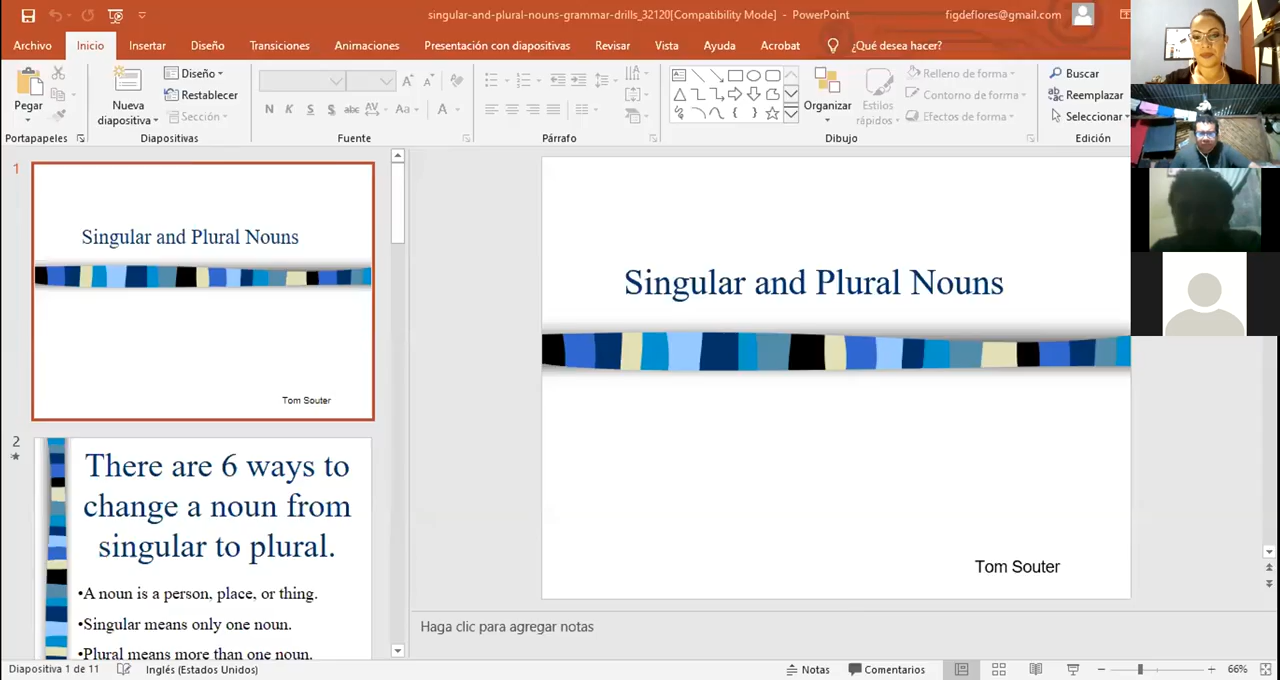 singular-and-plural-nouns-grammar-drills_32120[Compatibility Mode] - PowerPoint
figdeflores@gmail.com
Archivo Inicio Insertar Diseño Transiciones Animaciones Presentación con diapositivas Revisar Vista Ayuda Acrobat ¿Qué desea hacer?
Pegar
Nueva diapositiva
Diseño
Restablecer
Sección
N K S S abc AV Aa A
Organizar
Estilos rápidos
Relleno de forma
Contorno de forma
Efectos de forma
Buscar
Reemplazar
Seleccionar
Portapapeles Diapositivas Fuente Párrafo Dibujo Edición
1
Singular and Plural Nouns
Tom Souter
2
There are 6 ways to
change a noun from
singular to plural.
•A noun is a person, place, or thing.
•Singular means only one noun.
•Plural means more than one noun.
Singular and Plural Nouns
Tom Souter
Haga clic para agregar notas
Diapositiva 1 de 11 Inglés (Estados Unidos) Notas Comentarios 66%